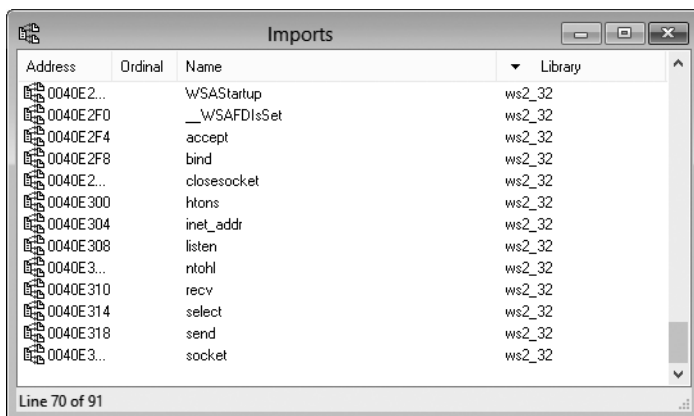 Imports
Address Ordinal Name Library
0040E2... WSAStartup ws2_32
0040E2F0 __WSAFDIsSet ws2_32
0040E2F4 accept ws2_32
0040E2F8 bind ws2_32
0040E2... closesocket ws2_32
0040E300 htons ws2_32
0040E304 inet_addr ws2_32
0040E308 listen ws2_32
0040E3... ntohl ws2_32
0040E310 recv ws2_32
0040E314 select ws2_32
0040E318 send ws2_32
0040E3... socket ws2_32
Line 70 of 91